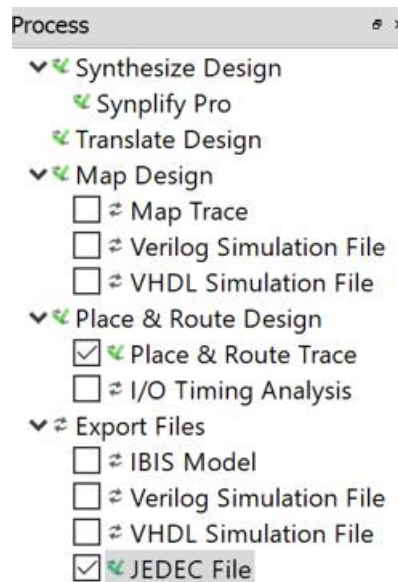 Process
Synthesize Design
Synplify Pro
Translate Design
Map Design
Map Trace
Verilog Simulation File
VHDL Simulation File
Place & Route Design
Place & Route Trace
I/O Timing Analysis
Export Files
IBIS Model
Verilog Simulation File
VHDL Simulation File
JEDEC File